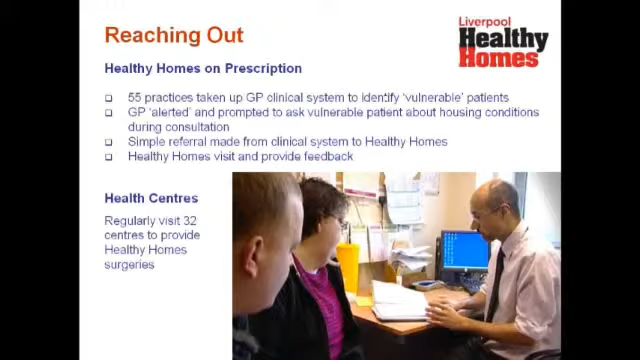 Reaching Out
Liverpool
Healthy
Homes
Healthy Homes on Prescription
55 practices taken up GP clinical system to identify ‘vulnerable’ patients
GP ‘alerted’ and prompted to ask vulnerable patient about housing conditions
during consultation
Simple referral made from clinical system to Healthy Homes
Healthy Homes visit and provide feedback
Health Centres
Regularly visit 32
centres to provide
Healthy Homes
surgeries